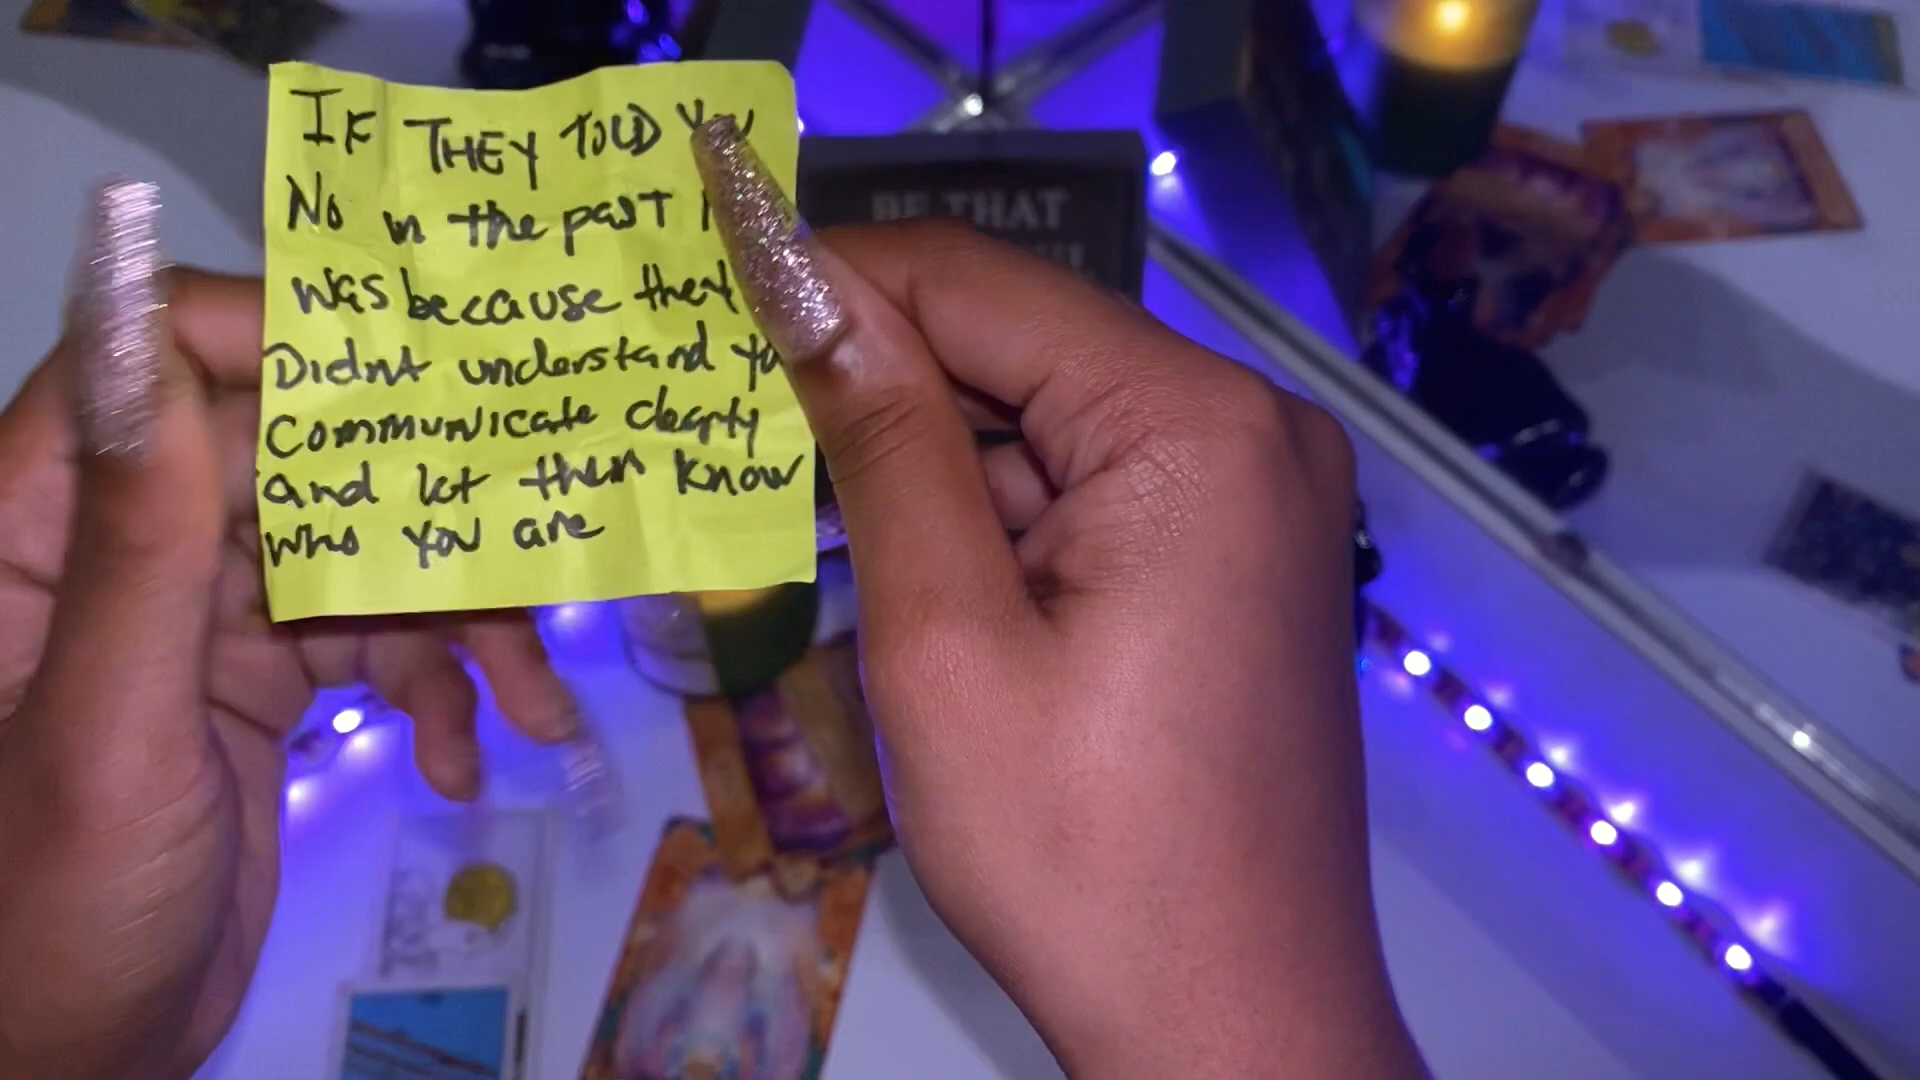 IF THEY TOLD YOU
No in the past
was because they
Didnt understand
Communicate clearly
and let them know
who you are
BE THAT